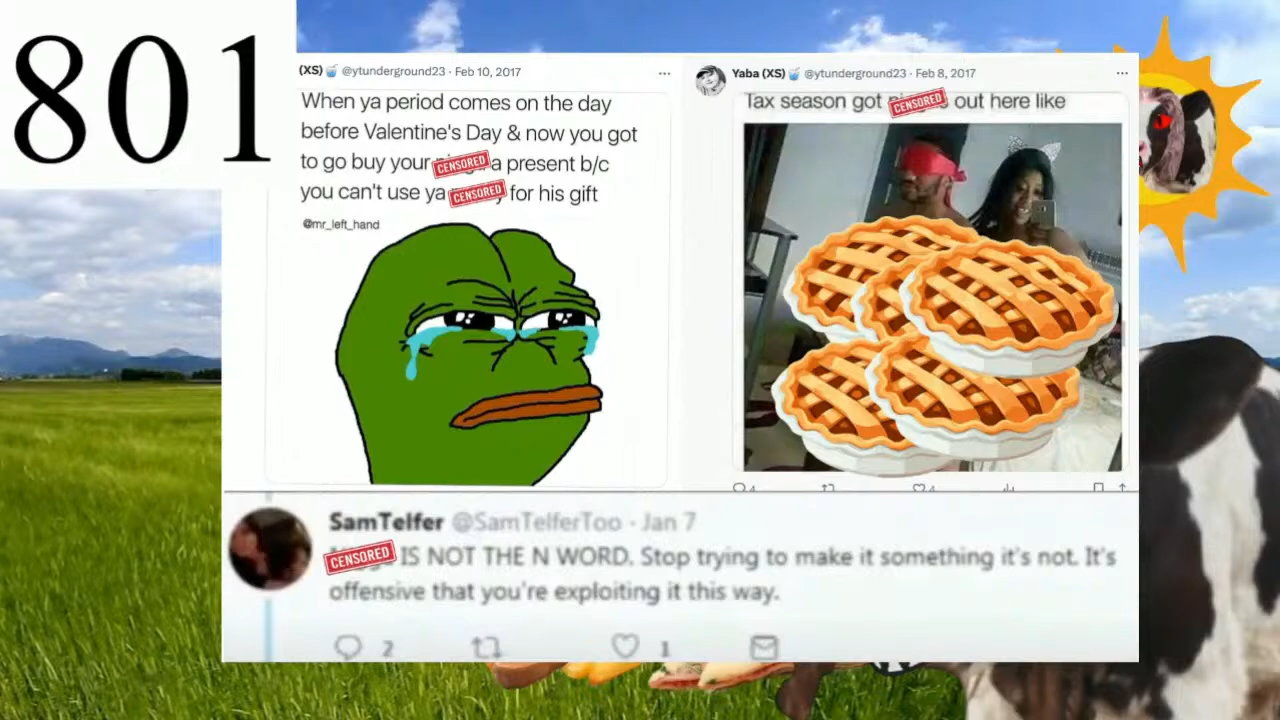 801
(XS) @ytunderground23 · Feb 10, 2017
When ya period comes on the day
before Valentine's Day & now you got
to go buy your CENSORED a present b/c
you can't use ya CENSORED for his gift
@mr_left_hand
Yaba (XS) @ytunderground23 · Feb 8, 2017
Tax season got CENSORED out here like
SamTelfer @SamTelferToo · Jan 7
CENSORED IS NOT THE N WORD. Stop trying to make it something it's not. It's
offensive that you're exploiting it this way.
2
1